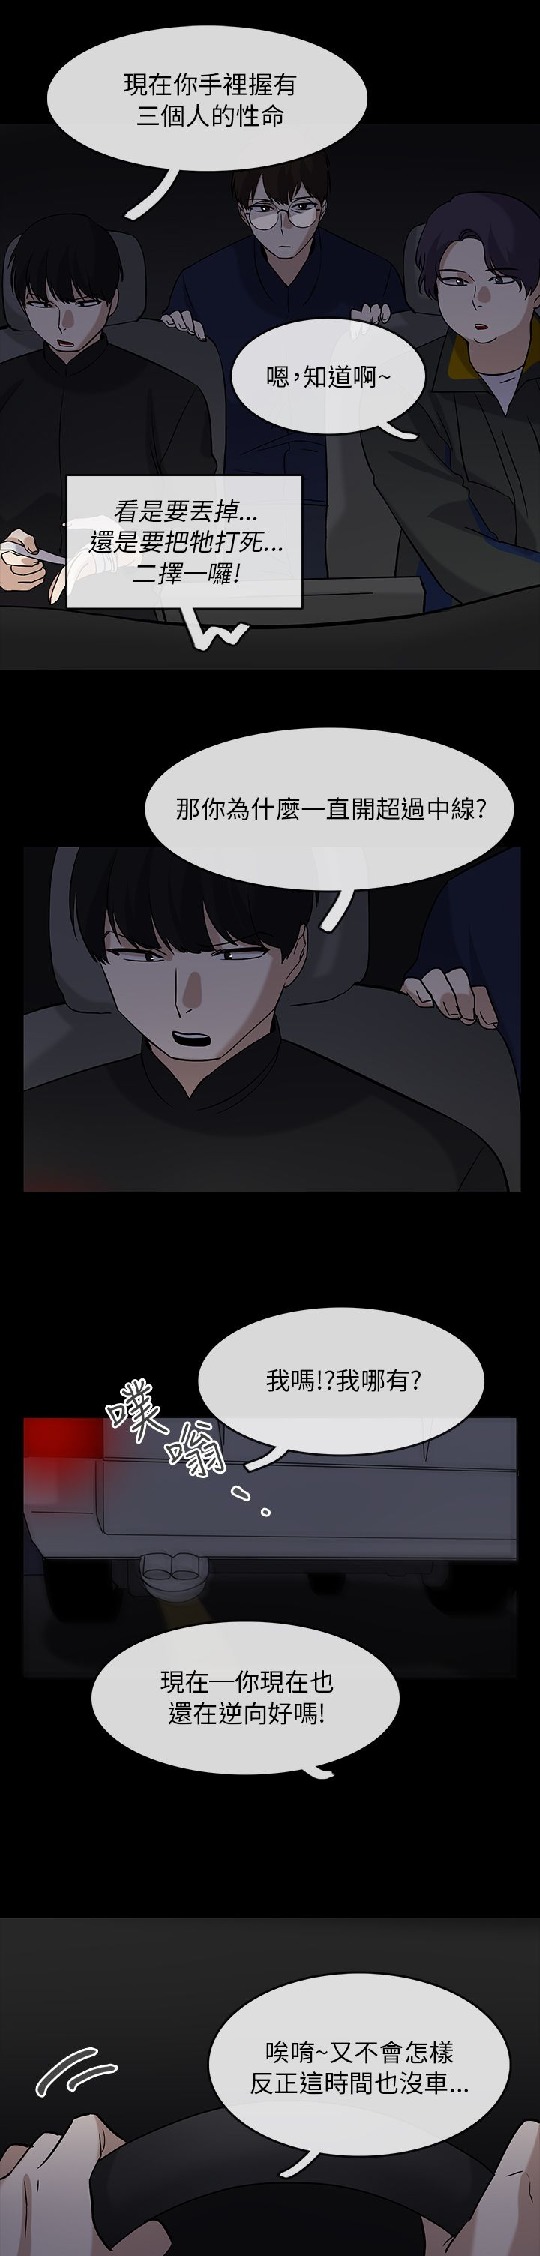 現在你手裡握有
三個人的性命
嗯，知道啊~
看是要丟掉...
還是要把牠打死...
二擇一囉!
那你為什麼一直開超過中線?
我嗎!?我哪有?
噗
嗡
現在—你現在也
還在逆向好嗎!
唉唷~又不會怎樣
反正這時間也沒車...